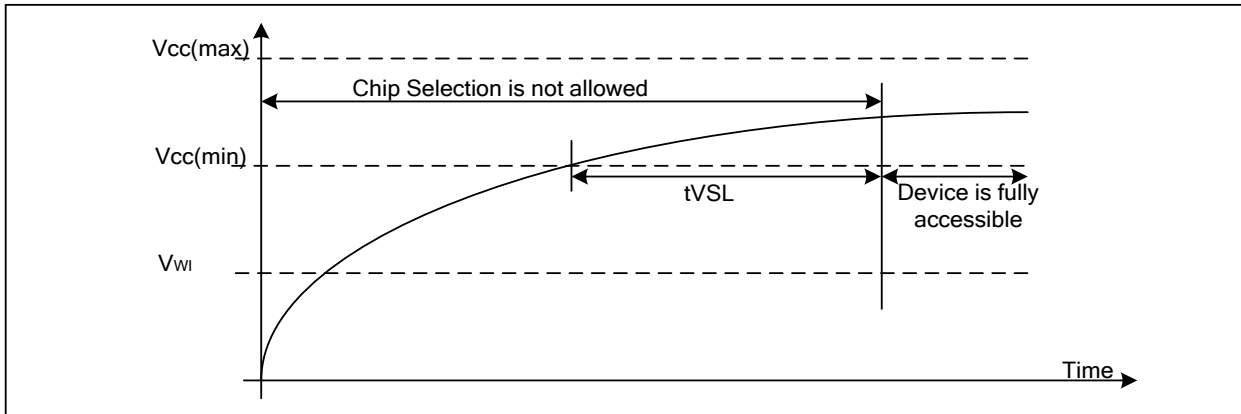 Vcc(max)
Chip Selection is not allowed
Vcc(min)
tVSL
Device is fully
accessible
VWI
Time